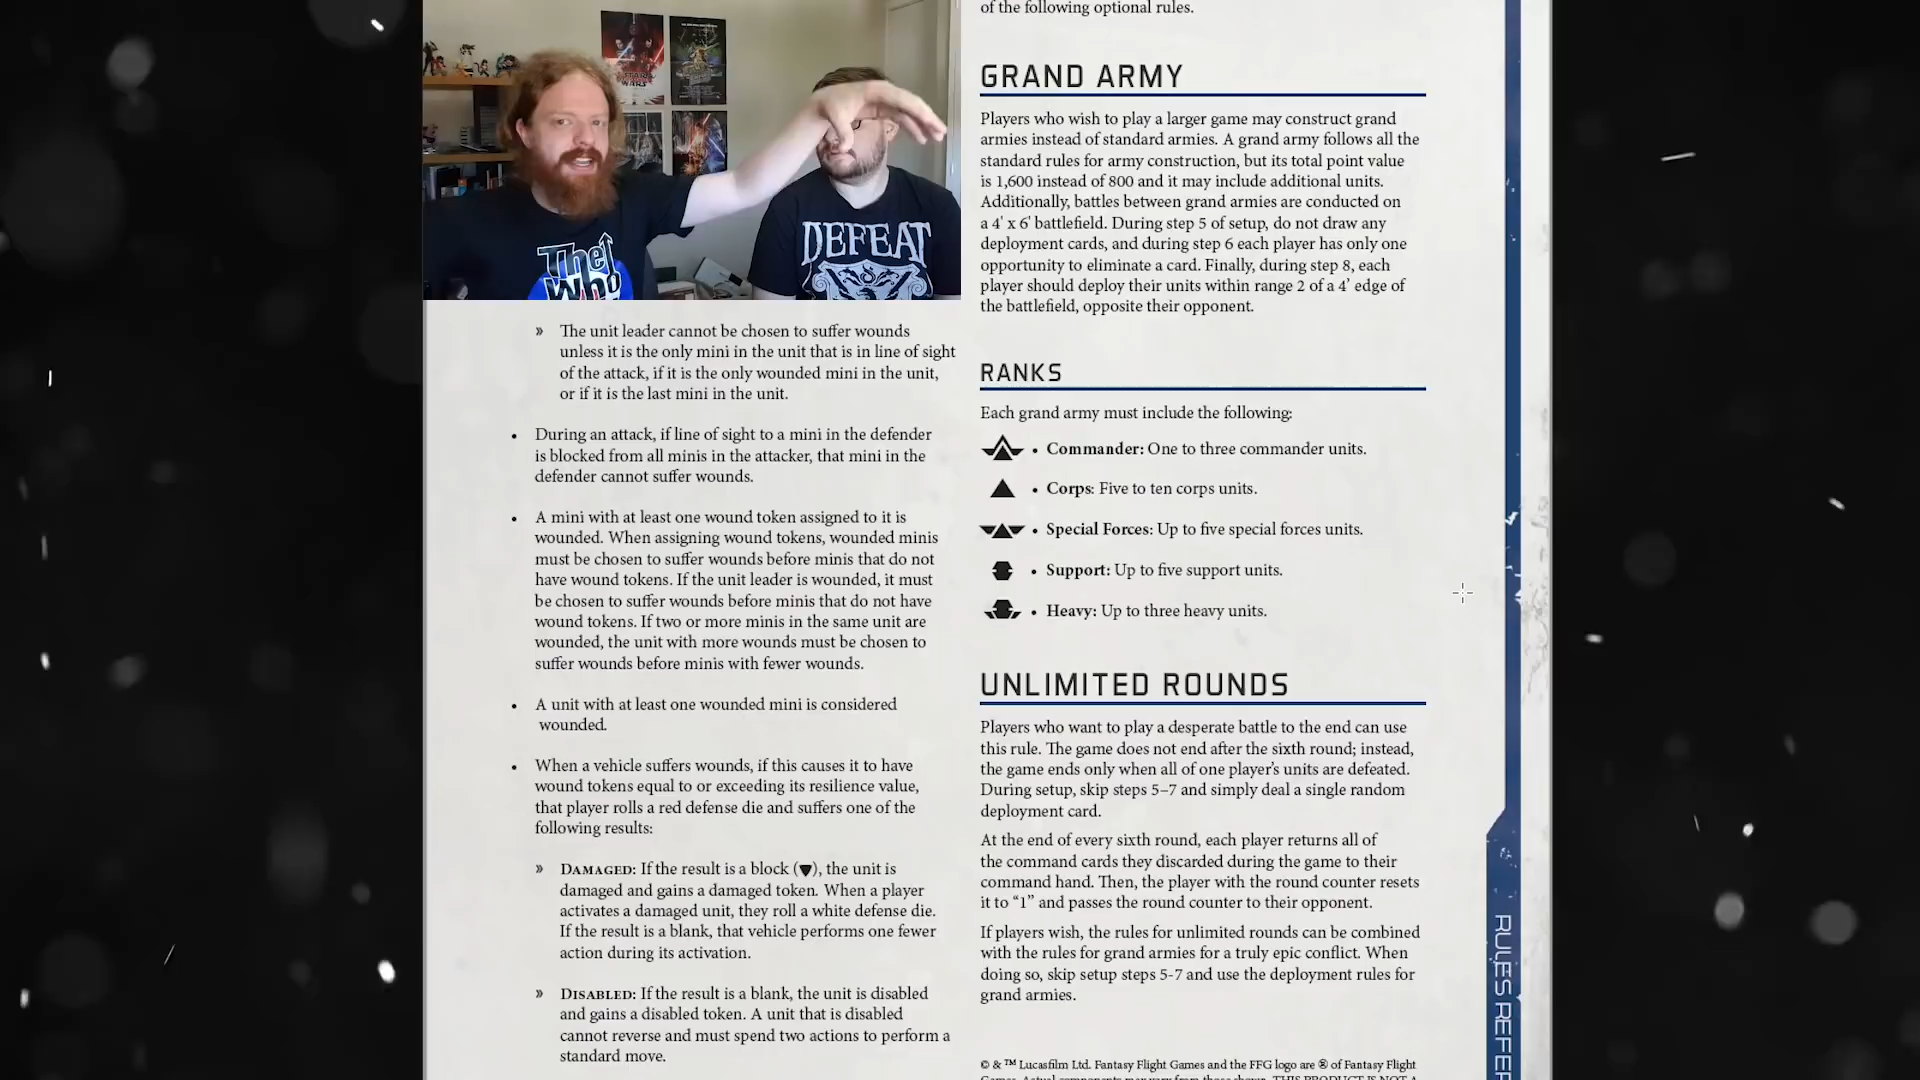 STAR
WARS
The
Who
DEFEAT
» The unit leader cannot be chosen to suffer wounds
unless it is the only mini in the unit that is in line of sight
of the attack, if it is the only wounded mini in the unit,
or if it is the last mini in the unit.
• During an attack, if line of sight to a mini in the defender
is blocked from all minis in the attacker, that mini in the
defender cannot suffer wounds.
• A mini with at least one wound token assigned to it is
wounded. When assigning wound tokens, wounded minis
must be chosen to suffer wounds before minis that do not
have wound tokens. If the unit leader is wounded, it must
be chosen to suffer wounds before minis that do not have
wound tokens. If two or more minis in the same unit are
wounded, the unit with more wounds must be chosen to
suffer wounds before minis with fewer wounds.
• A unit with at least one wounded mini is considered
wounded.
• When a vehicle suffers wounds, if this causes it to have
wound tokens equal to or exceeding its resilience value,
that player rolls a red defense die and suffers one of the
following results:
» DAMAGED: If the result is a block (▼), the unit is
damaged and gains a damaged token. When a player
activates a damaged unit, they roll a white defense die.
If the result is a blank, that vehicle performs one fewer
action during its activation.
» DISABLED: If the result is a blank, the unit is disabled
and gains a disabled token. A unit that is disabled
cannot reverse and must spend two actions to perform a
standard move.
of the following optional rules.
GRAND ARMY
Players who wish to play a larger game may construct grand
armies instead of standard armies. A grand army follows all the
standard rules for army construction, but its total point value
is 1,600 instead of 800 and it may include additional units.
Additionally, battles between grand armies are conducted on
a 4' x 6' battlefield. During step 5 of setup, do not draw any
deployment cards, and during step 6 each player has only one
opportunity to eliminate a card. Finally, during step 8, each
player should deploy their units within range 2 of a 4’ edge of
the battlefield, opposite their opponent.
RANKS
Each grand army must include the following:
• Commander: One to three commander units.
• Corps: Five to ten corps units.
• Special Forces: Up to five special forces units.
• Support: Up to five support units.
• Heavy: Up to three heavy units.
UNLIMITED ROUNDS
Players who want to play a desperate battle to the end can use
this rule. The game does not end after the sixth round; instead,
the game ends only when all of one player’s units are defeated.
During setup, skip steps 5–7 and simply deal a single random
deployment card.
At the end of every sixth round, each player returns all of
the command cards they discarded during the game to their
command hand. Then, the player with the round counter resets
it to “1” and passes the round counter to their opponent.
If players wish, the rules for unlimited rounds can be combined
with the rules for grand armies for a truly epic conflict. When
doing so, skip setup steps 5-7 and use the deployment rules for
grand armies.
© & ™ Lucasfilm Ltd. Fantasy Flight Games and the FFG logo are ® of Fantasy Flight
Games. Actual components may vary from those shown. THIS PRODUCT IS NOT A
RULES REFER